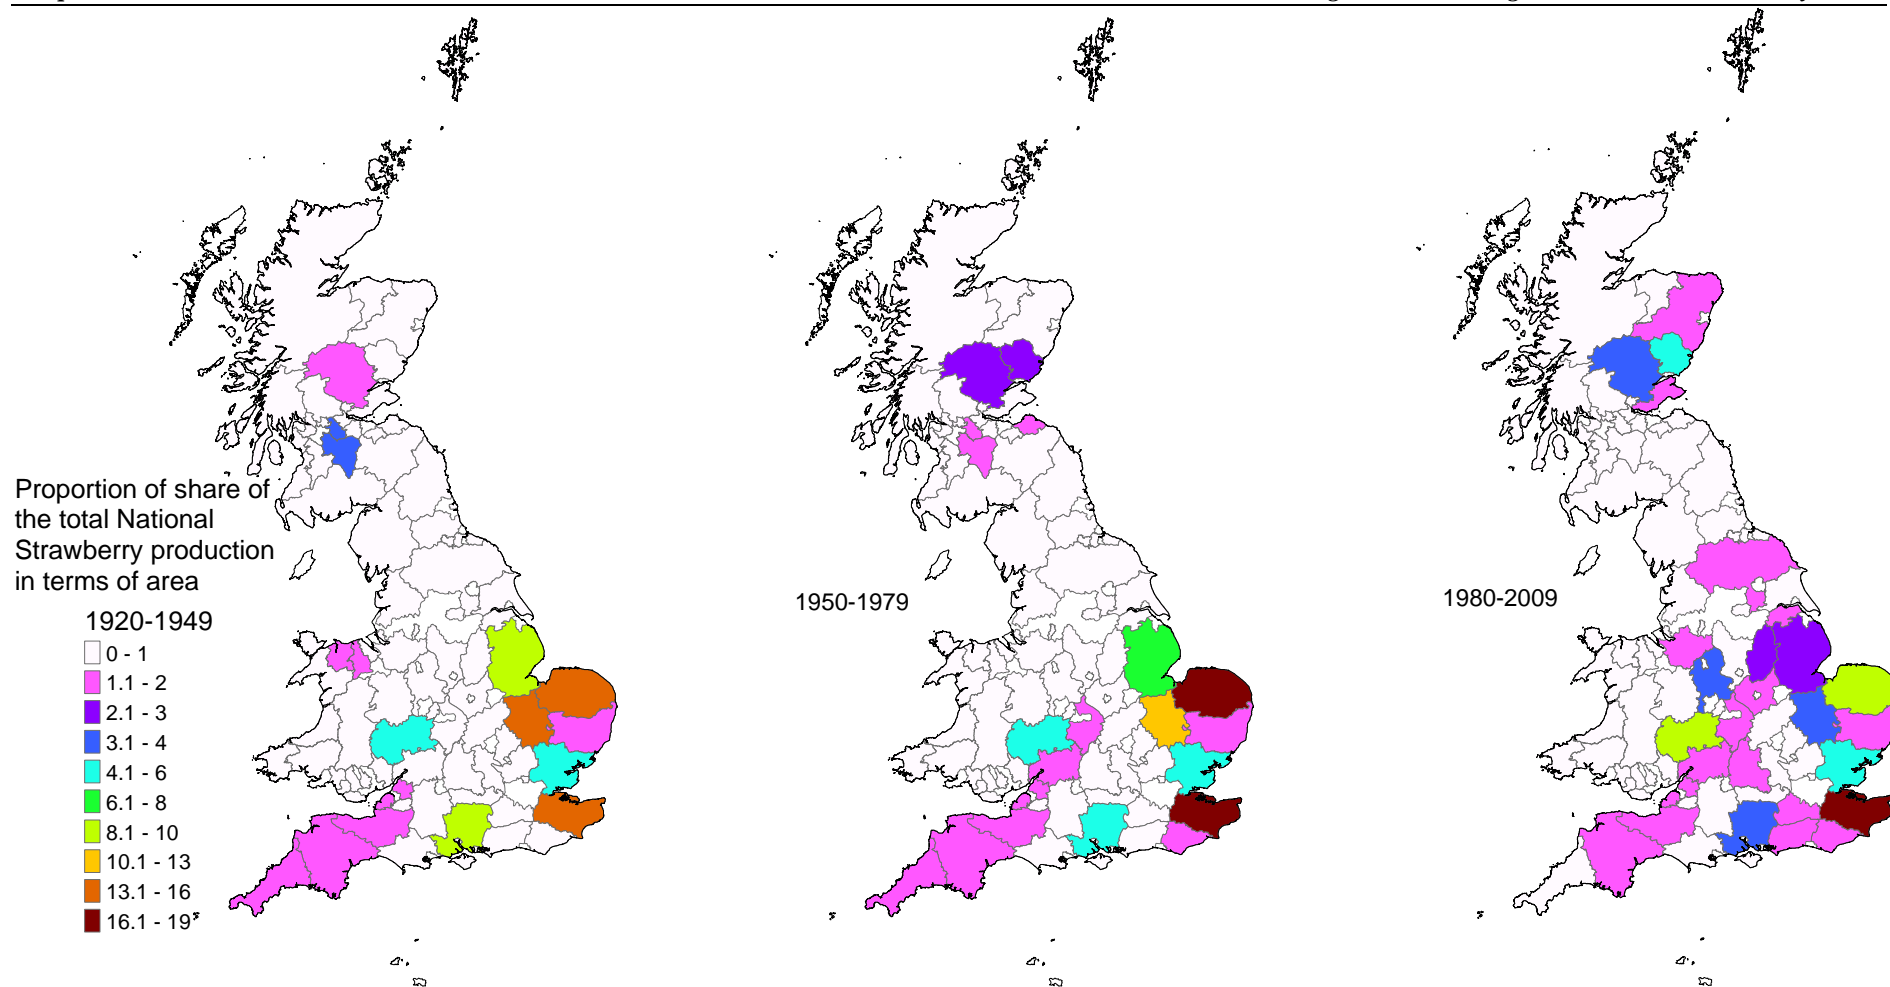 Proportion of share of
the total National
Strawberry production
in terms of area
1920-1949
0 - 1
1.1 - 2
2.1 - 3
3.1 - 4
4.1 - 6
6.1 - 8
8.1 - 10
10.1 - 13
13.1 - 16
16.1 - 19
1950-1979
1980-2009